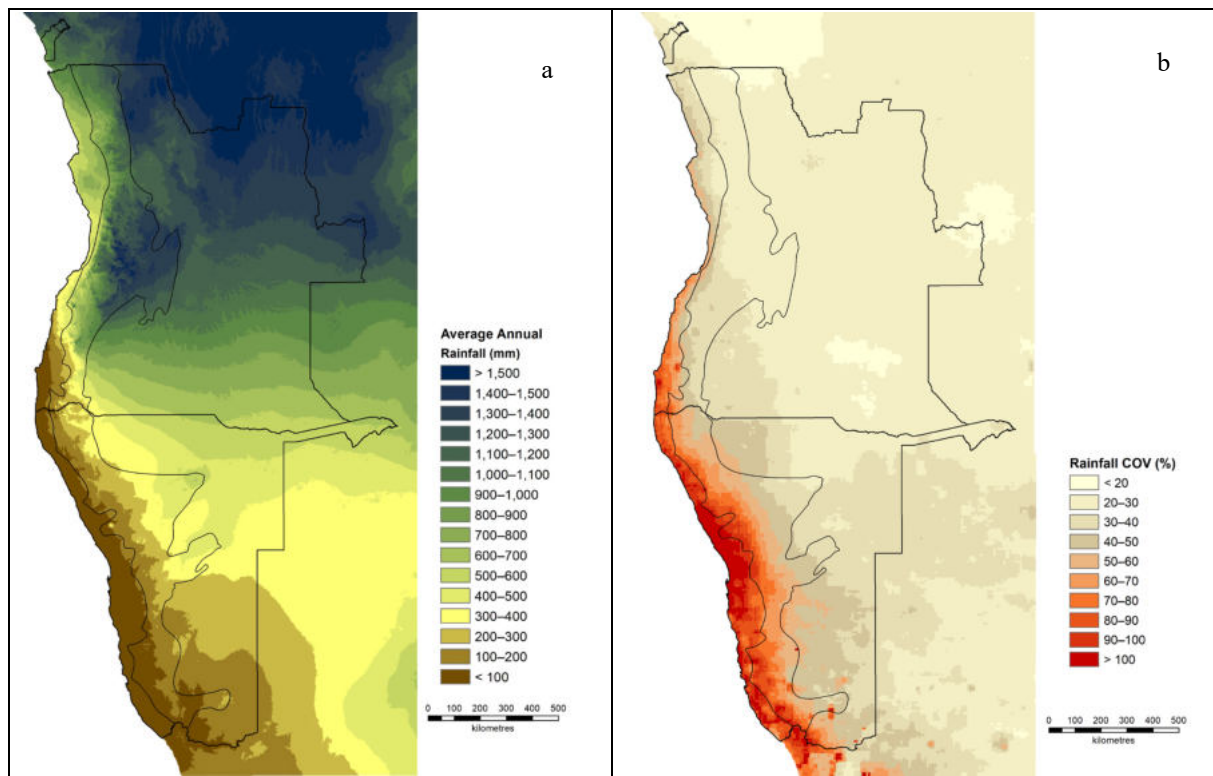 a
Average Annual
Rainfall (mm)
> 1,500
1,400–1,500
1,300–1,400
1,200–1,300
1,100–1,200
1,000–1,100
900–1,000
800–900
700–800
600–700
500–600
400–500
300–400
200–300
100–200
< 100
0 100 200 300 400 500
kilometres
b
Rainfall COV (%)
< 20
20–30
30–40
40–50
50–60
60–70
70–80
80–90
90–100
> 100
0 100 200 300 400 500
kilometres